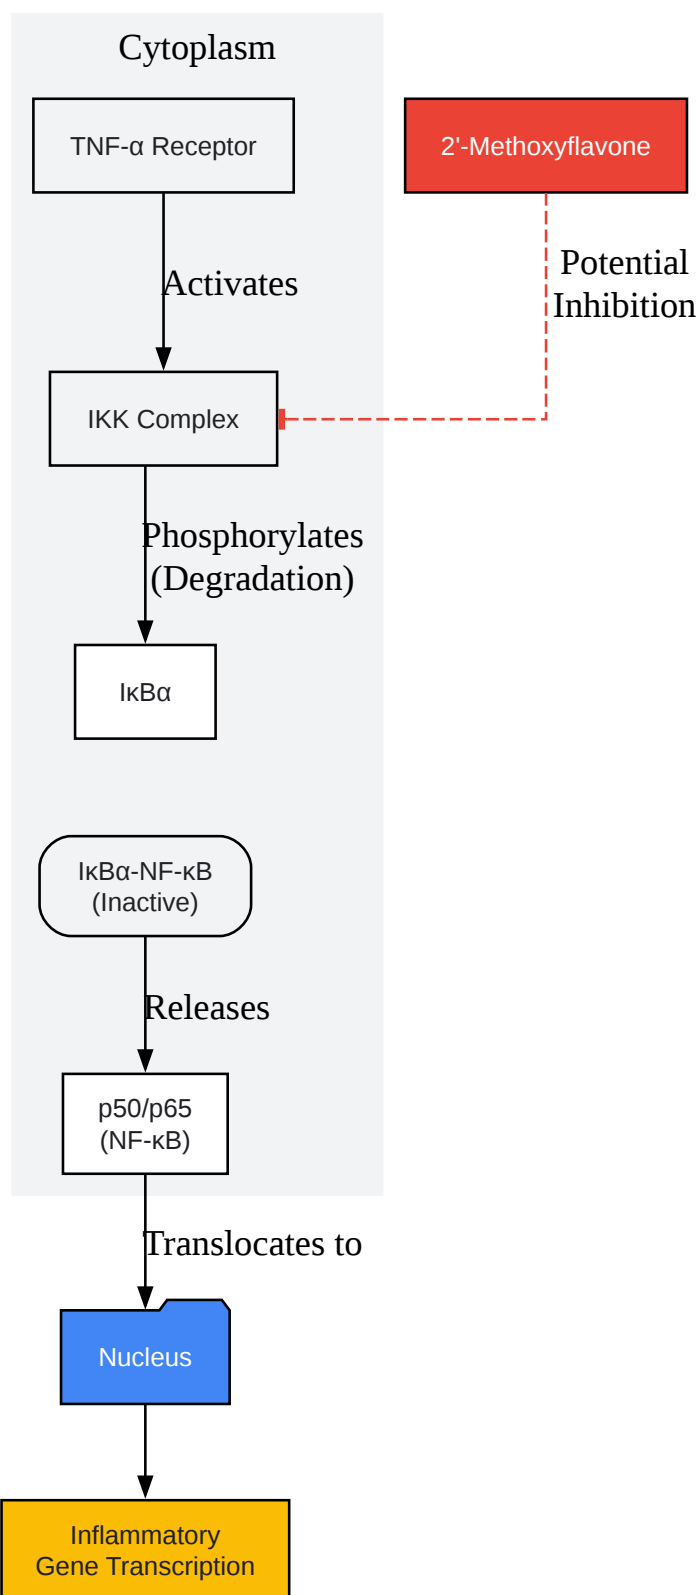 Cytoplasm
TNF-α Receptor
2'-Methoxyflavone
Activates
Potential
Inhibition
IKK Complex
Phosphorylates
(Degradation)
IκBα
IκBα-NF-κB
(Inactive)
Releases
p50/p65
(NF-κB)
Translocates to
Nucleus
Inflammatory
Gene Transcription